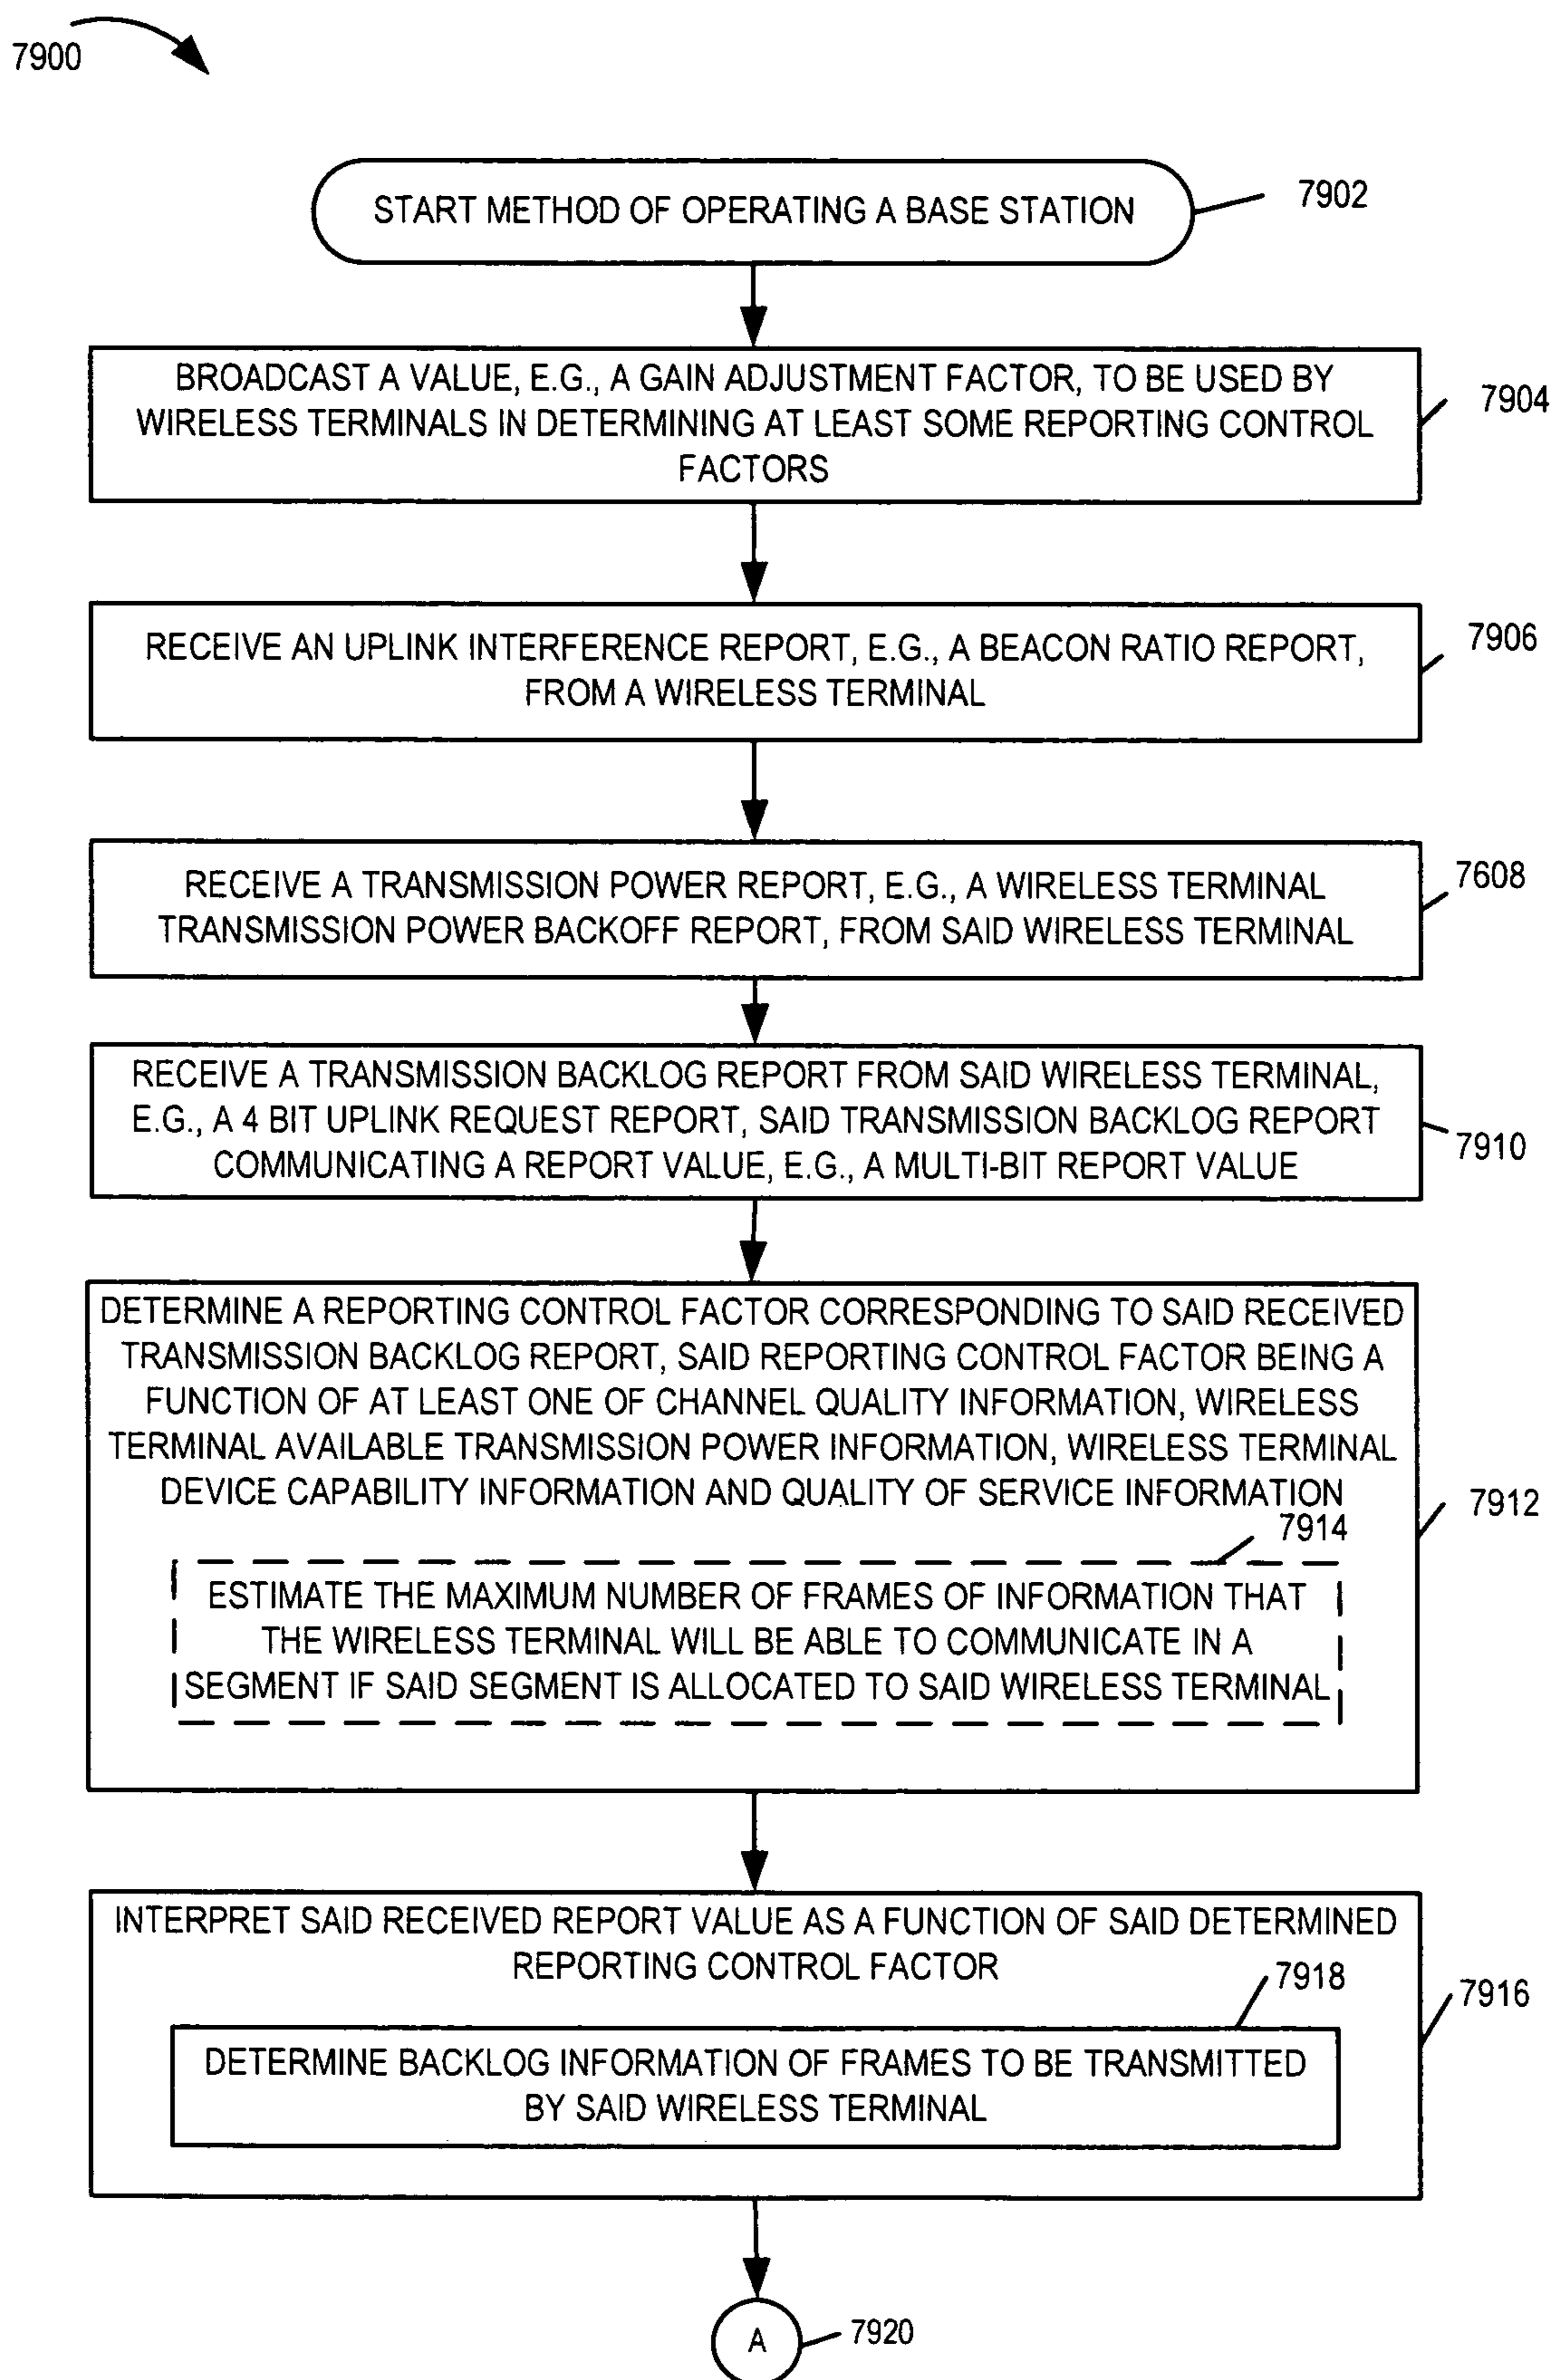 7900
START METHOD OF OPERATING A BASE STATION
7902
BROADCAST A VALUE, E.G., A GAIN ADJUSTMENT FACTOR, TO BE USED BY
WIRELESS TERMINALS IN DETERMINING AT LEAST SOME REPORTING CONTROL
FACTORS
7904
RECEIVE AN UPLINK INTERFERENCE REPORT, E.G., A BEACON RATIO REPORT,
FROM A WIRELESS TERMINAL
7906
RECEIVE A TRANSMISSION POWER REPORT, E.G., A WIRELESS TERMINAL
TRANSMISSION POWER BACKOFF REPORT, FROM SAID WIRELESS TERMINAL
7608
RECEIVE A TRANSMISSION BACKLOG REPORT FROM SAID WIRELESS TERMINAL,
E.G., A 4 BIT UPLINK REQUEST REPORT, SAID TRANSMISSION BACKLOG REPORT
COMMUNICATING A REPORT VALUE, E.G., A MULTI-BIT REPORT VALUE
7910
DETERMINE A REPORTING CONTROL FACTOR CORRESPONDING TO SAID RECEIVED
TRANSMISSION BACKLOG REPORT, SAID REPORTING CONTROL FACTOR BEING A
FUNCTION OF AT LEAST ONE OF CHANNEL QUALITY INFORMATION, WIRELESS
TERMINAL AVAILABLE TRANSMISSION POWER INFORMATION, WIRELESS TERMINAL
DEVICE CAPABILITY INFORMATION AND QUALITY OF SERVICE INFORMATION
7912
7914
ESTIMATE THE MAXIMUM NUMBER OF FRAMES OF INFORMATION THAT
THE WIRELESS TERMINAL WILL BE ABLE TO COMMUNICATE IN A
SEGMENT IF SAID SEGMENT IS ALLOCATED TO SAID WIRELESS TERMINAL
INTERPRET SAID RECEIVED REPORT VALUE AS A FUNCTION OF SAID DETERMINED
REPORTING CONTROL FACTOR
7916
7918
DETERMINE BACKLOG INFORMATION OF FRAMES TO BE TRANSMITTED
BY SAID WIRELESS TERMINAL
A
7920